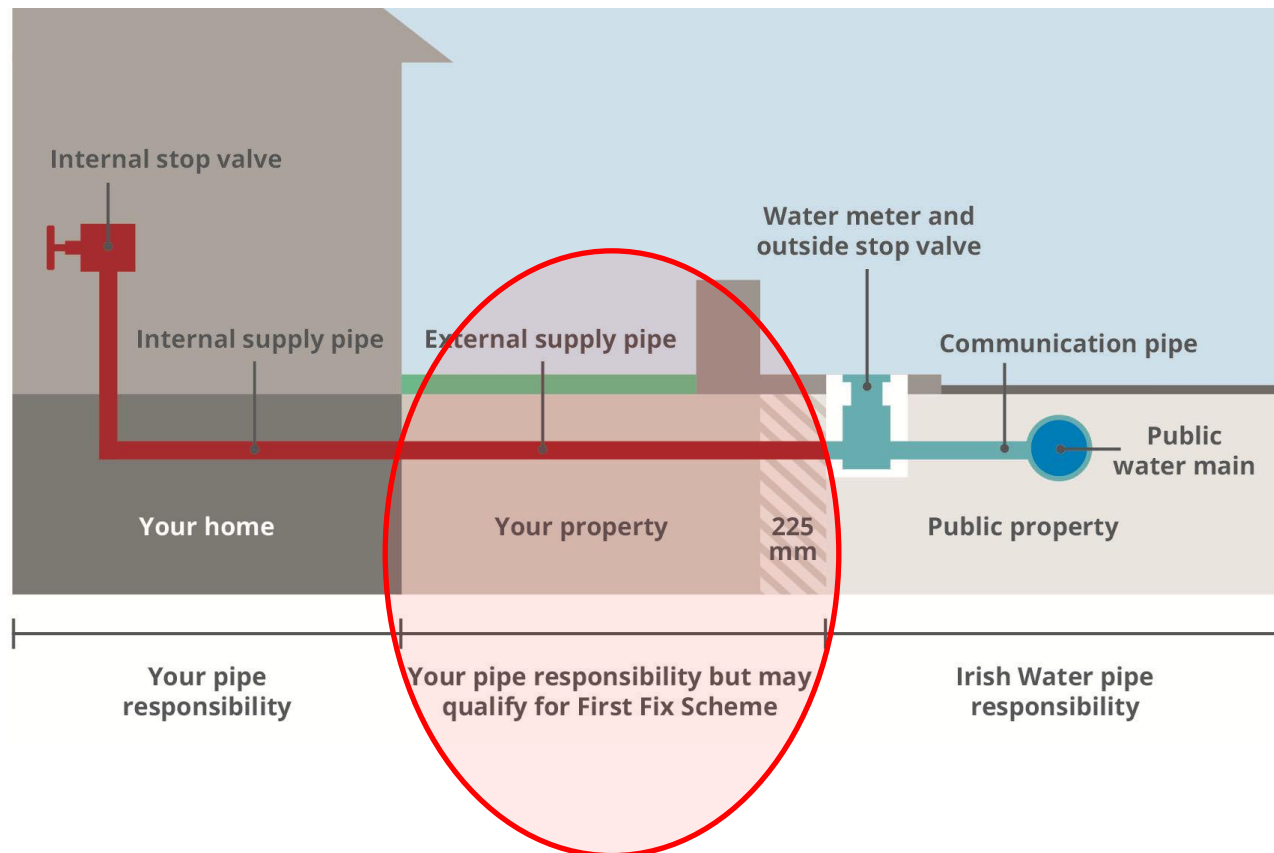 Internal stop valve
Water meter and
outside stop valve
Internal supply pipe
External supply pipe
Communication pipe
Public
water main
Your home
Your property
225
mm
Public property
Your pipe
responsibility
Your pipe responsibility but may
qualify for First Fix Scheme
Irish Water pipe
responsibility